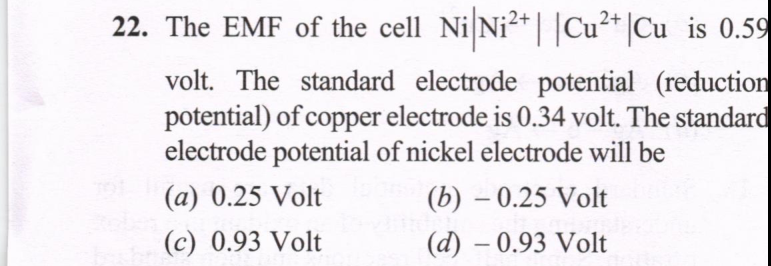 22. The EMF of the cell Ni|Ni²⁺||Cu²⁺|Cu is 0.59
volt. The standard electrode potential (reduction
potential) of copper electrode is 0.34 volt. The standard
electrode potential of nickel electrode will be
(a) 0.25 Volt (b) – 0.25 Volt
(c) 0.93 Volt (d) – 0.93 Volt